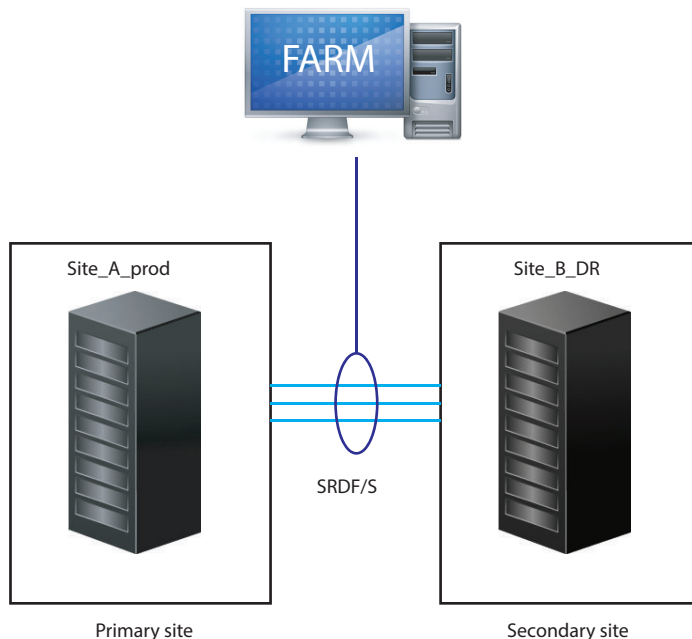 FARM
Site_A_prod
Site_B_DR
SRDF/S
Primary site
Secondary site